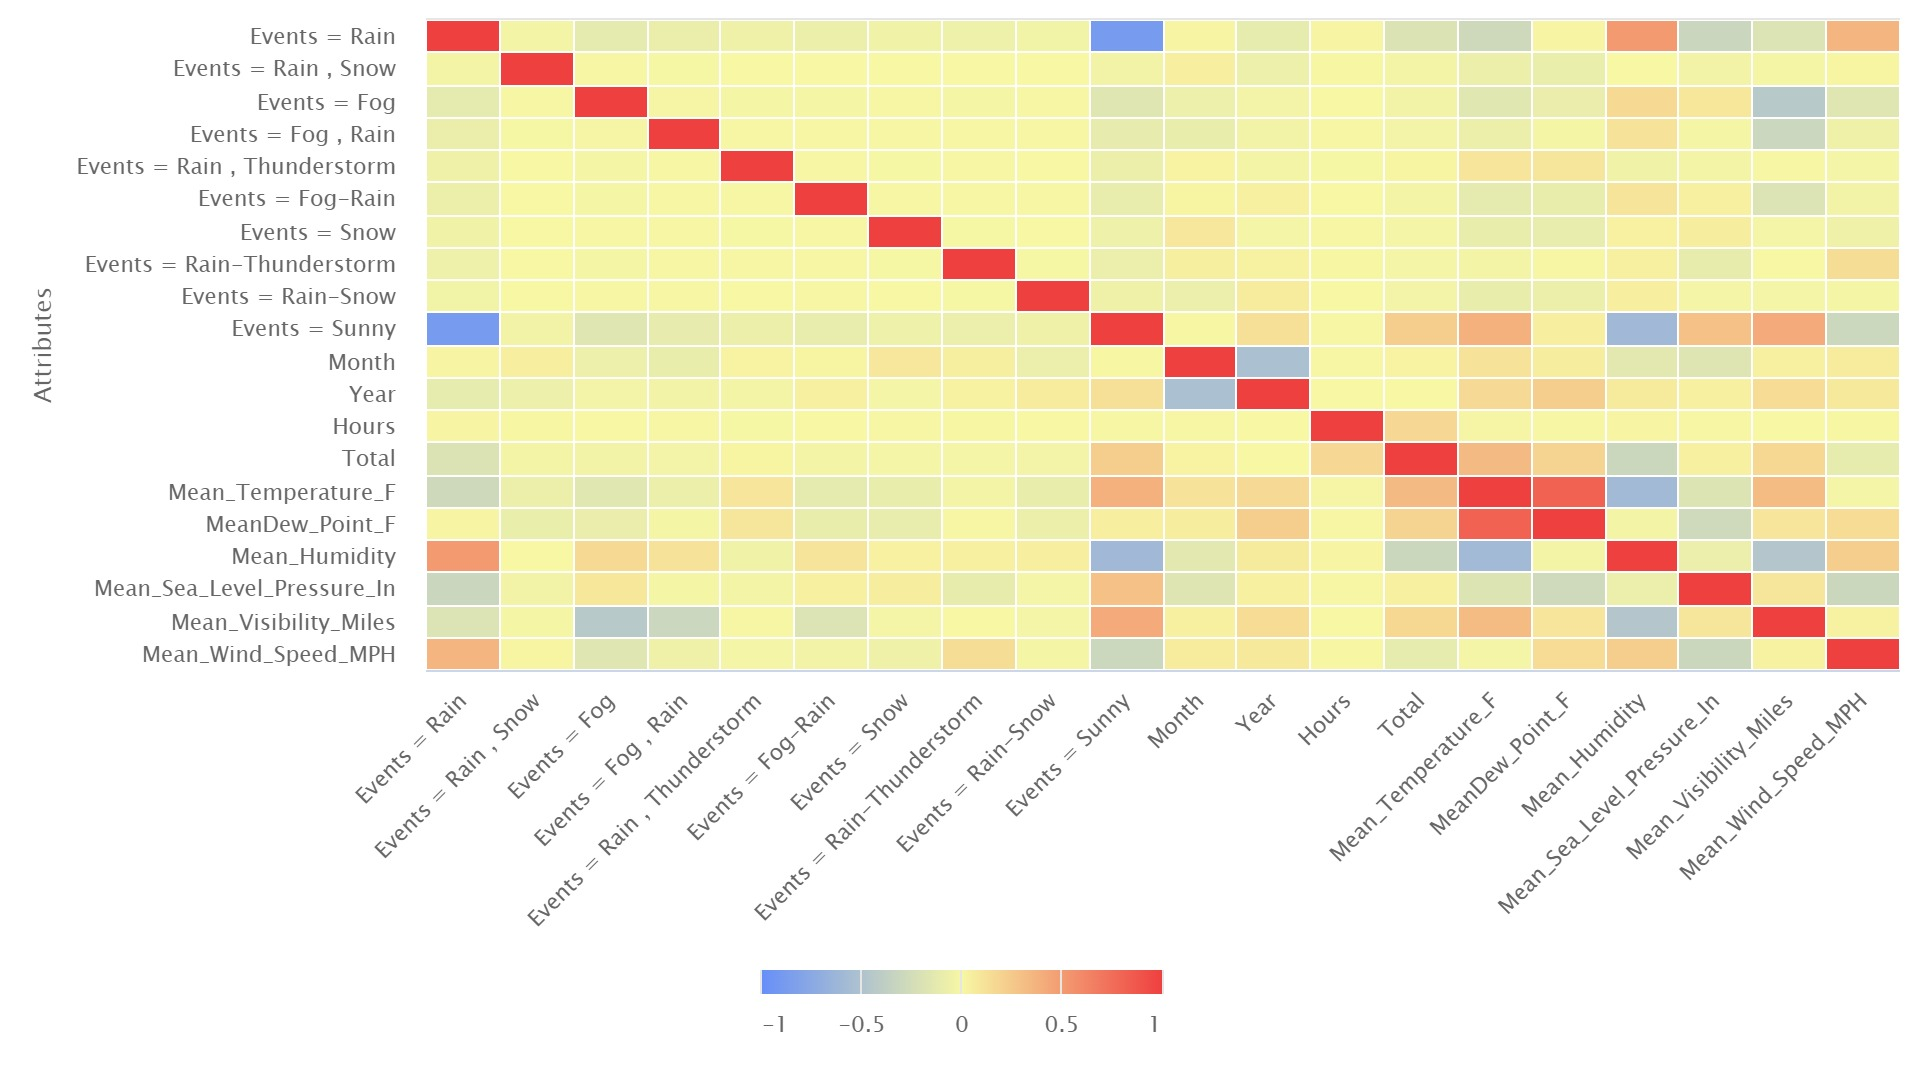 Attributes
Events = Rain
Events = Rain , Snow
Events = Fog
Events = Fog , Rain
Events = Rain , Thunderstorm
Events = Fog-Rain
Events = Snow
Events = Rain-Thunderstorm
Events = Rain-Snow
Events = Sunny
Month
Year
Hours
Total
Mean_Temperature_F
MeanDew_Point_F
Mean_Humidity
Mean_Sea_Level_Pressure_In
Mean_Visibility_Miles
Mean_Wind_Speed_MPH
Events = Rain
Events = Rain , Snow
Events = Fog
Events = Fog , Rain
Events = Rain , Thunderstorm
Events = Fog-Rain
Events = Snow
Events = Rain-Thunderstorm
Events = Rain-Snow
Events = Sunny
Month
Year
Hours
Total
Mean_Temperature_F
MeanDew_Point_F
Mean_Humidity
Mean_Sea_Level_Pressure_In
Mean_Visibility_Miles
Mean_Wind_Speed_MPH
-1 -0.5 0 0.5 1